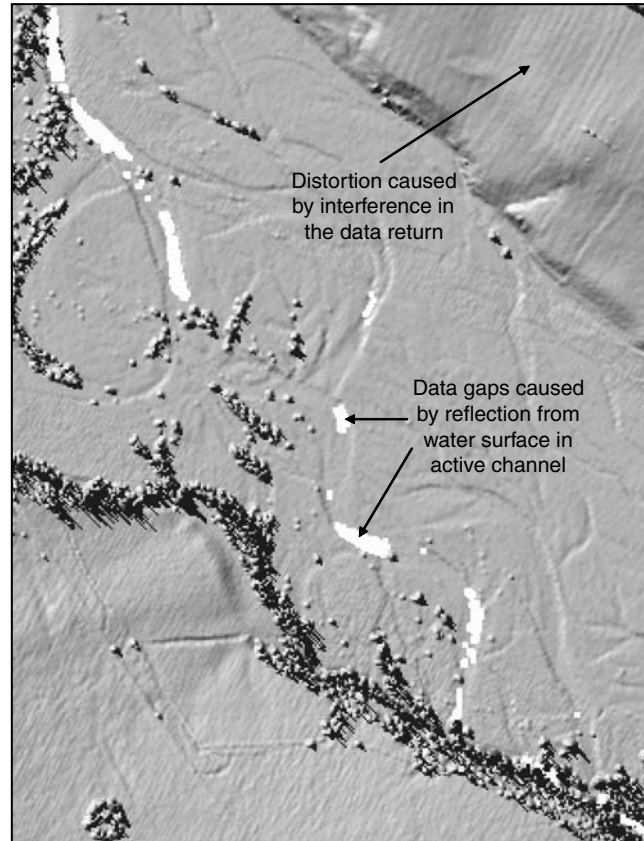 Distortion caused
by interference in
the data return
Data gaps caused
by reflection from
water surface in
active channel